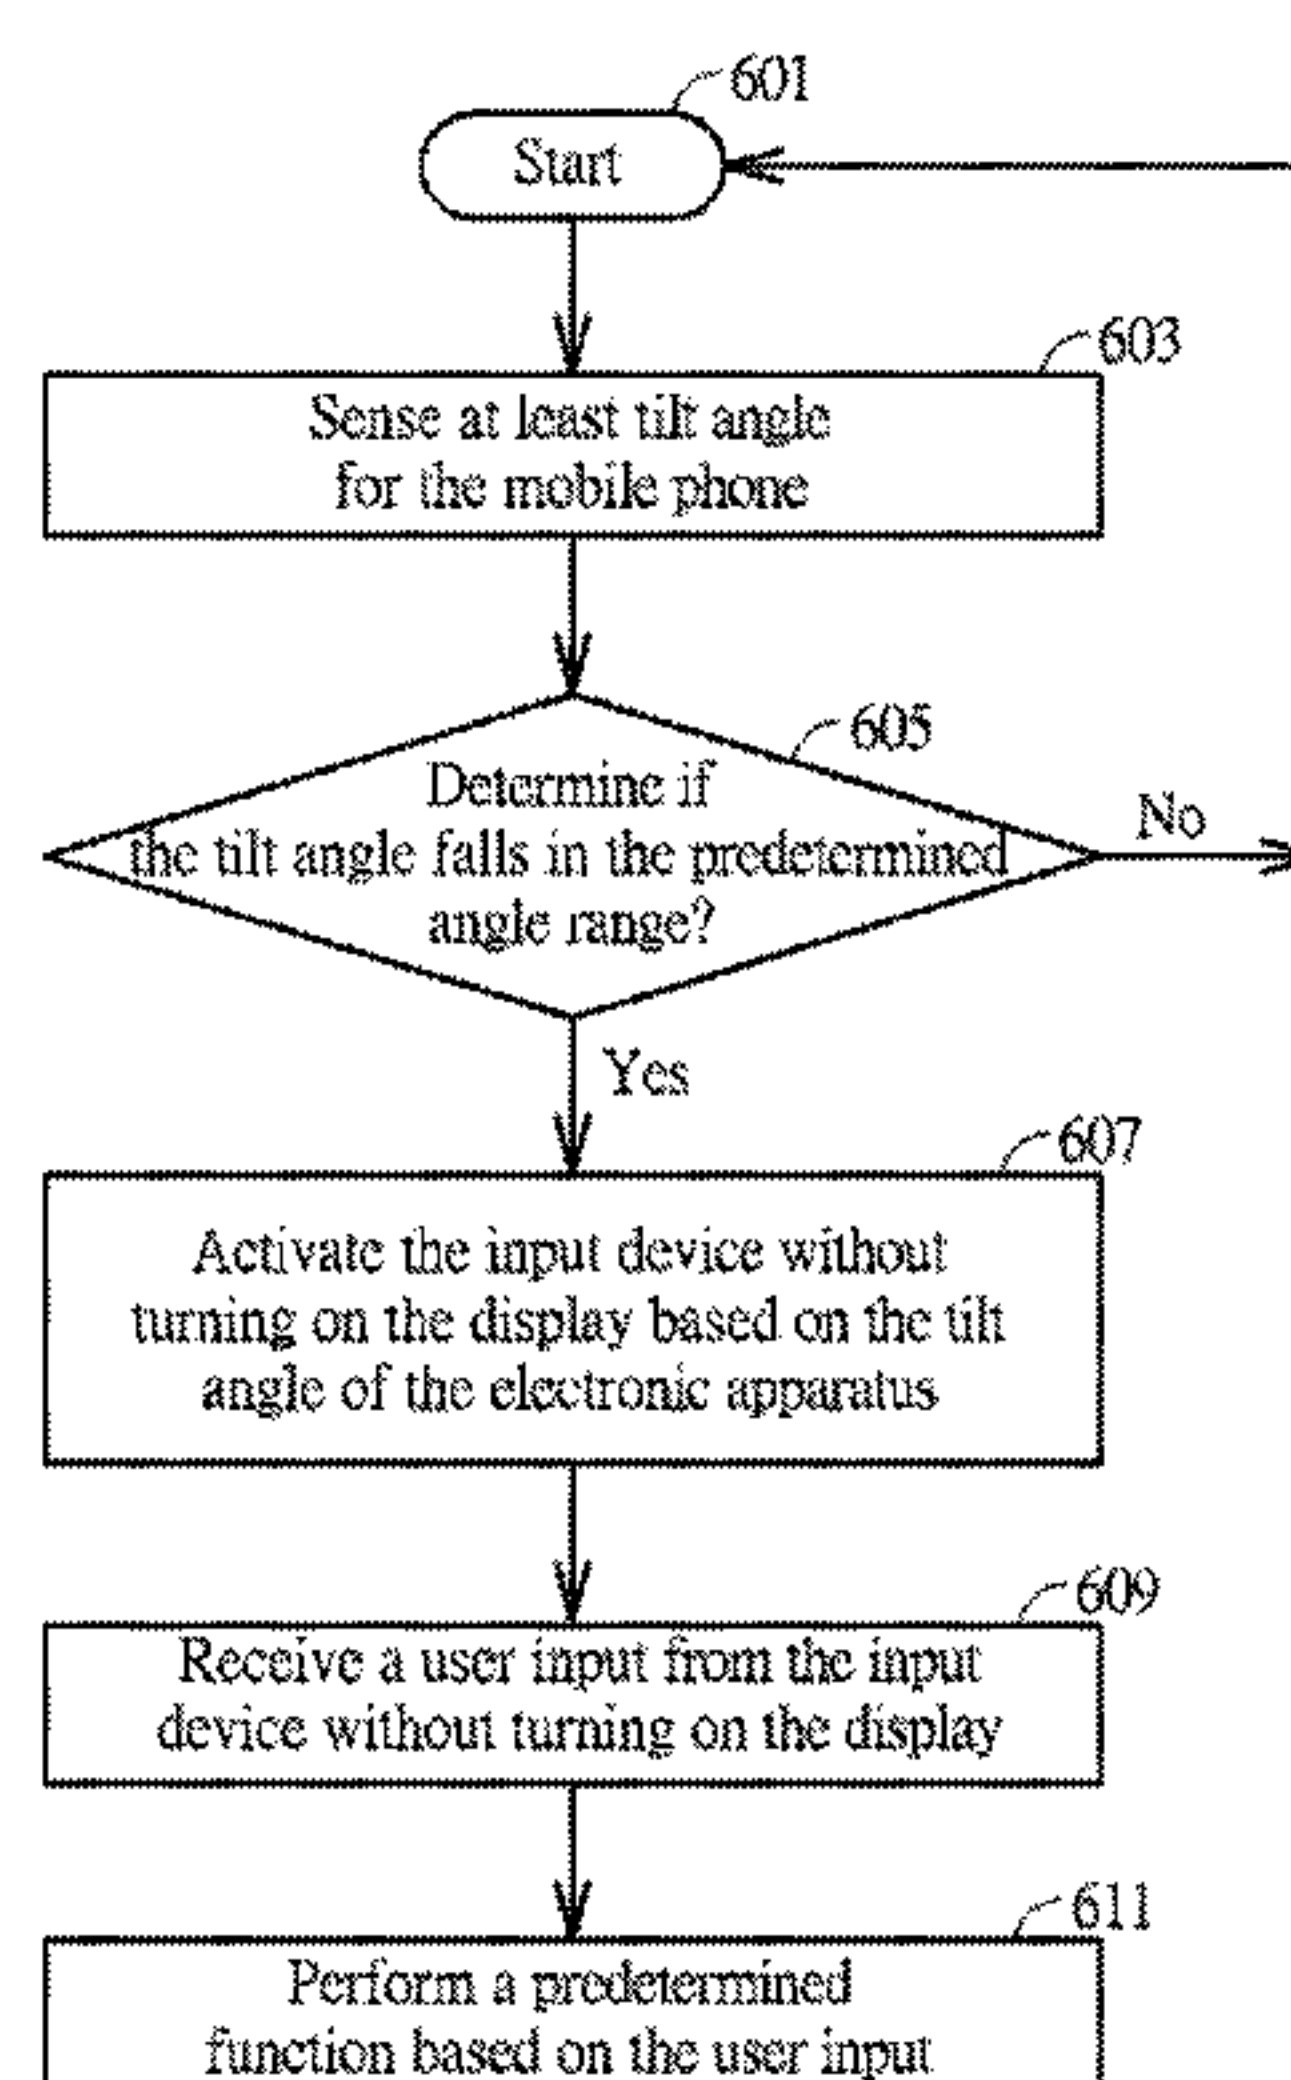 601
Start
603
Sense at least tilt angle
for the mobile phone
605
Determine if
the tilt angle falls in the predetermined
angle range?
No
Yes
607
Activate the input device without
turning on the display based on the tilt
angle of the electronic apparatus
609
Receive a user input from the input
device without turning on the display
611
Perform a predetermined
function based on the user input